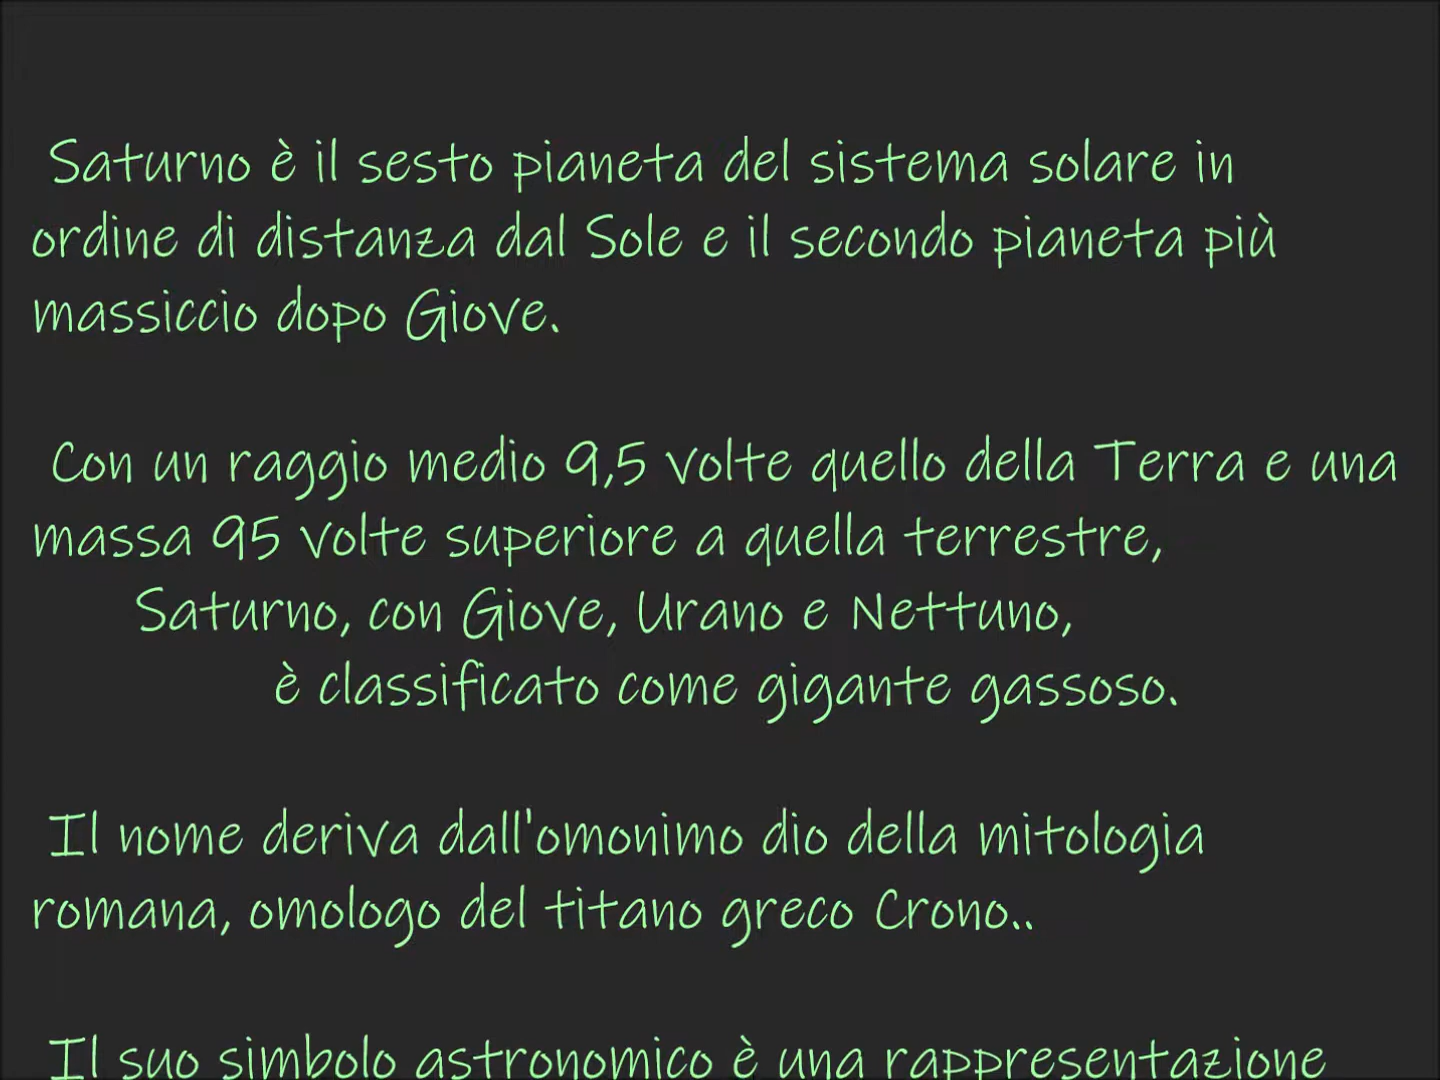 Saturno è il sesto pianeta del sistema solare in
ordine di distanza dal Sole e il secondo pianeta più
massiccio dopo Giove.
Con un raggio medio 9,5 volte quello della Terra e una
massa 95 volte superiore a quella terrestre,
Saturno, con Giove, Urano e Nettuno,
è classificato come gigante gassoso.
Il nome deriva dall'omonimo dio della mitologia
romana, omologo del titano greco Crono..
Il suo simbolo astronomico è una rappresentazione